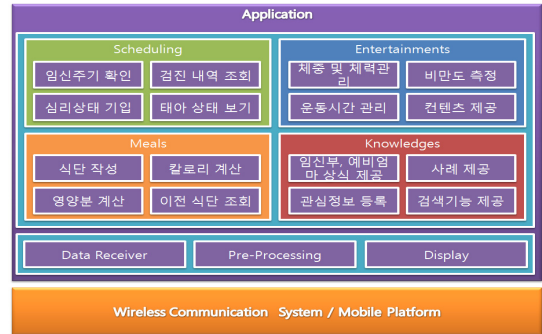 Application
Scheduling
Entertainments
임신주기 확인
검진 내역 조회
체중 및 체력관
리
비만도 측정
심리상태 기입
태아 상태 보기
운동시간 관리
컨텐츠 제공
Meals
Knowledges
식단 작성
칼로리 계산
임신부, 예비엄
마 상식 제공
사례 제공
영양분 계산
이전 식단 조회
관심정보 등록
검색기능 제공
Data Receiver
Pre-Processing
Display
Wireless Communication System / Mobile Platform